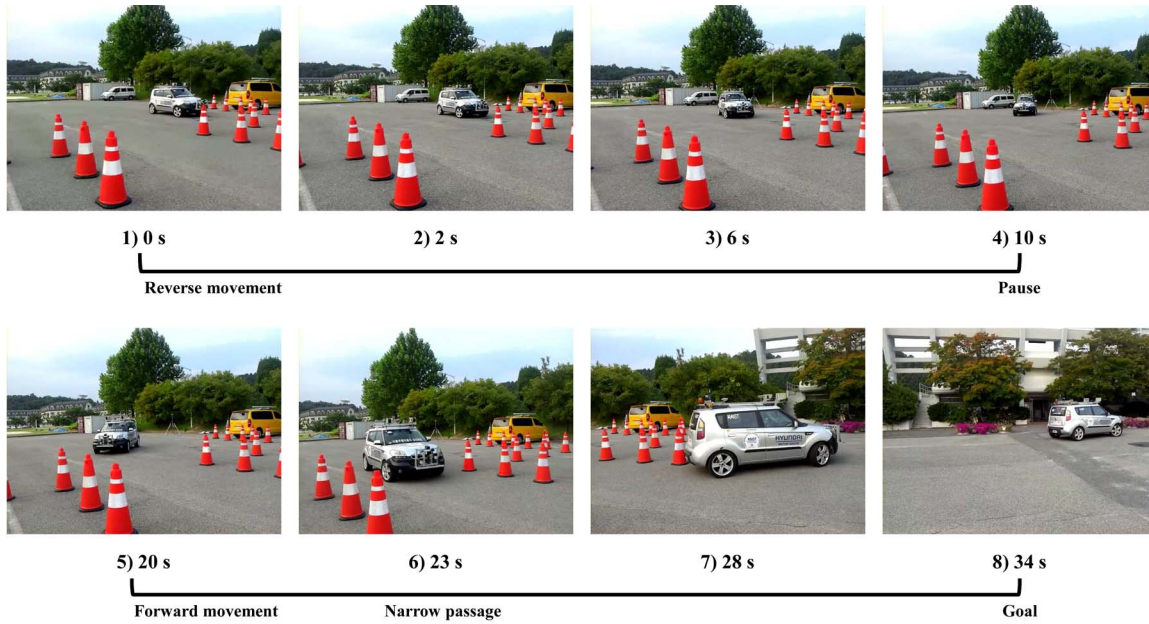 1) 0 s
2) 2 s
3) 6 s
4) 10 s
Reverse movement
Pause
HYUNDAI
5) 20 s
6) 23 s
7) 28 s
8) 34 s
Forward movement
Narrow passage
Goal